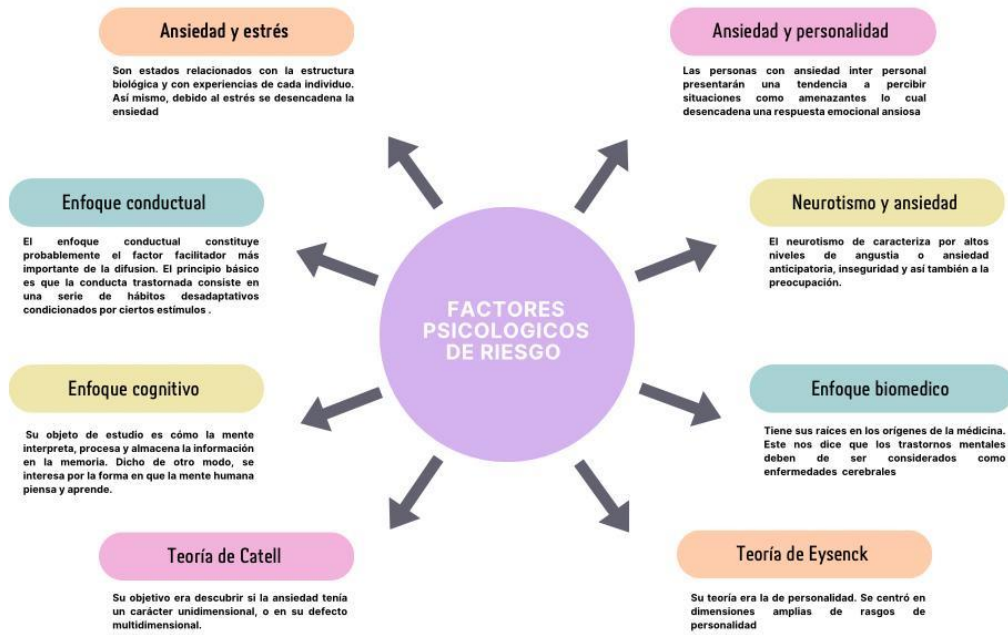 Ansiedad y estrés
Son estados relacionados con la estructura
biológica y con experiencias de cada individuo.
Así mismo, debido al estrés se desencadena la
ensiedad
Ansiedad y personalidad
Las personas con ansiedad inter personal
presentarán una tendencia a percibir
situaciones como amenazantes lo cual
desencadena una respuesta emocional ansiosa
Enfoque conductual
El enfoque conductual constituye
probablemente el factor facilitador más
importante de la difusion. El principio básico
es que la conducta trastornada consiste en
una serie de hábitos desadaptativos
condicionados por ciertos estímulos .
Neurotismo y ansiedad
El neurotismo de caracteriza por altos
niveles de angustia o ansiedad
anticipatoria, inseguridad y así también a la
preocupación.
FACTORES
PSICOLOGICOS
DE RIESGO
Enfoque cognitivo
Su objeto de estudio es cómo la mente
interpreta, procesa y almacena la información
en la memoria. Dicho de otro modo, se
interesa por la forma en que la mente humana
piensa y aprende.
Enfoque biomedico
Tiene sus raíces en los orígenes de la médicina.
Este nos dice que los trastornos mentales
deben de ser considerados como
enfermedades cerebrales
Teoría de Catell
Su objetivo era descubrir si la ansiedad tenía
un carácter unidimensional, o en su defecto
multidimensional.
Teoría de Eysenck
Su teoría era la de personalidad. Se centró en
dimensiones amplias de rasgos de
personalidad